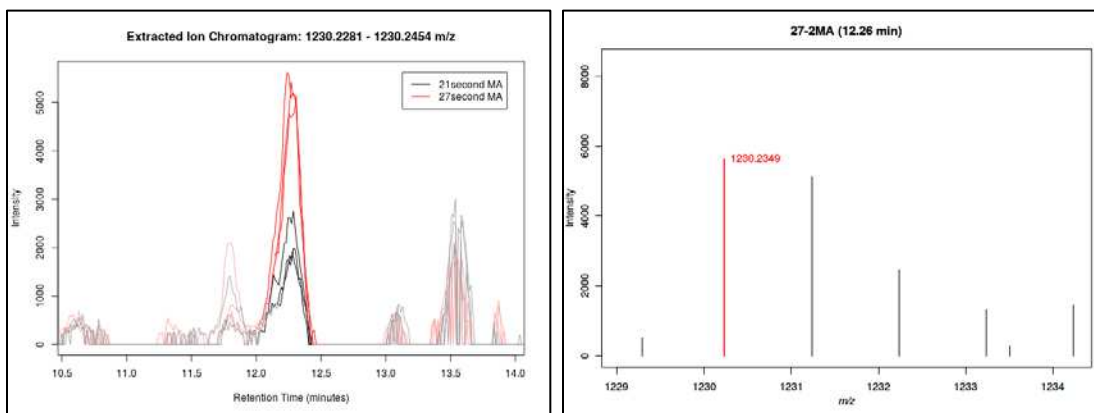 Extracted Ion Chromatogram: 1230.2281 - 1230.2454 m/z
21second MA
27second MA
Intensity
5000
4000
3000
2000
1000
0
10.5 11.0 11.5 12.0 12.5 13.0 13.5 14.0
Retention Time (minutes)
27-2MA (12.26 min)
1230.2349
Intensity
8000
6000
4000
2000
0
1229 1230 1231 1232 1233 1234
m/z